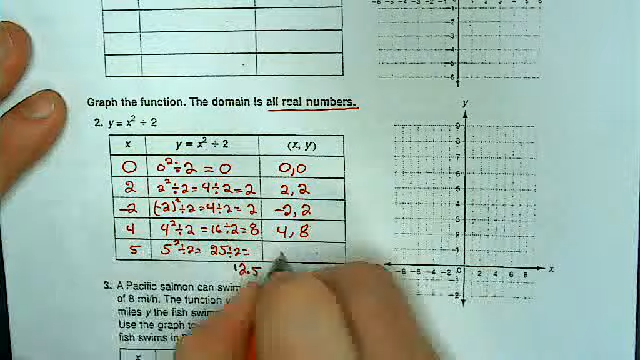 Graph the function. The domain is all real numbers.
2. y = x² ÷ 2
x y = x² ÷ 2 (x, y)
0 0² ÷ 2 = 0 0,0
2 2² ÷ 2 = 4 ÷ 2 = 2 2, 2
-2 (-2)² ÷ 2 = 4 ÷ 2 = 2 -2, 2
4 4² ÷ 2 = 16 ÷ 2 = 8 4, 8
5 5² ÷ 2 = 25 ÷ 2 =
12.5
3. A Pacific salmon can swim
of 8 mi/h. The function
miles y the fish swims
Use the graph to
fish swims in
y
x